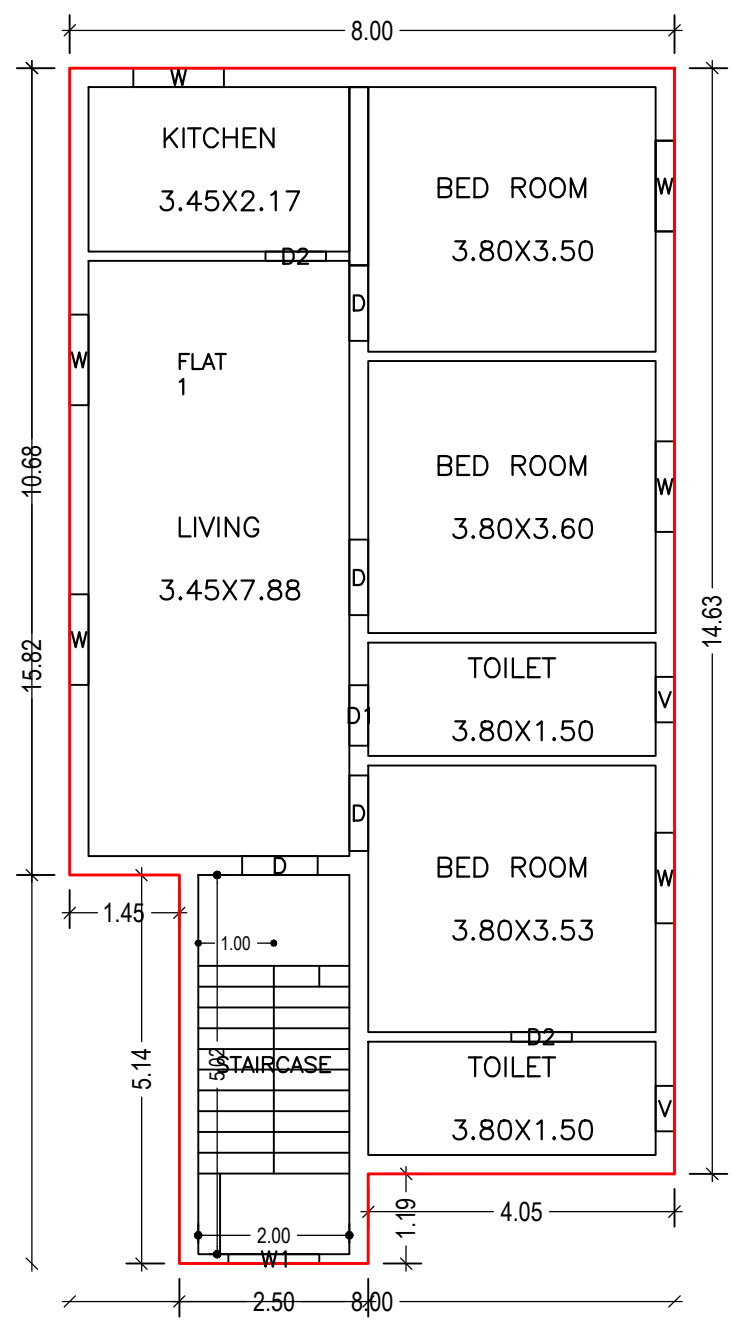 8.00
W
KITCHEN
3.45X2.17
BED ROOM
W
3.80X3.50
D2
D
W
FLAT
1
10.68
BED ROOM
W
3.80X3.60
LIVING
D
3.45X7.88
14.63
W
15.82
TOILET
V
D1
3.80X1.50
D
D
BED ROOM
W
3.80X3.53
1.45
1.00
D2
5.14
5.02
STAIRCASE
TOILET
V
3.80X1.50
1.19
4.05
2.00
W1
2.50
8.00